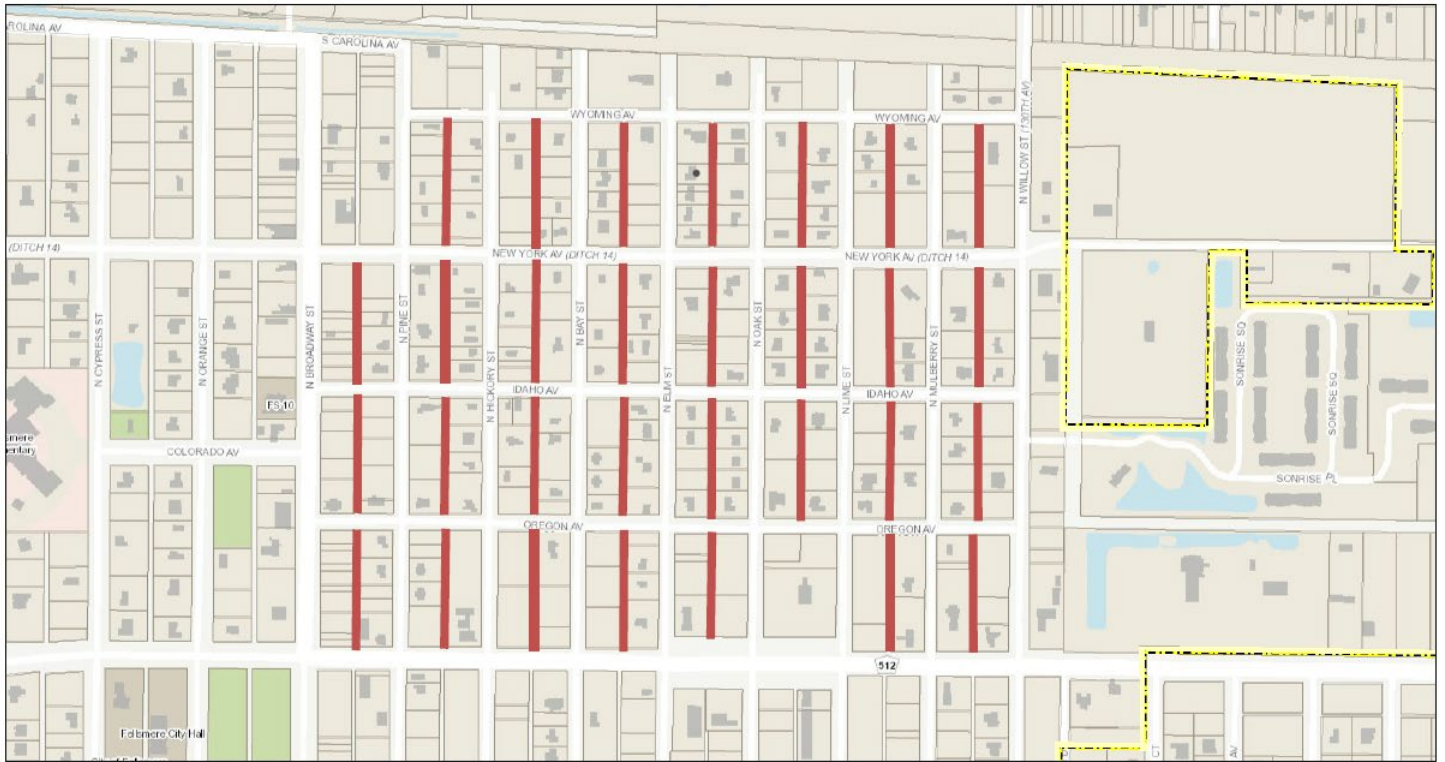 ROLINA AV
S CAROLINA AV
WYOMING AV
WYOMING AV
N WILLOW ST (130TH AV)
(DITCH 14)
NEW YORK AV (DITCH 14)
NEW YORK AV (DITCH 14)
N CYPRESS ST
N ORANGE ST
N BROADWAY ST
N PINE ST
N HICKORY ST
N BAY ST
N ELM ST
N OAK ST
N LIME ST
N MULBERRY ST
SONRISE SQ
SONRISE SQ
IDAHO AV
IDAHO AV
FS 10
smere
entary
COLORADO AV
SONRISE PL
OREGON AV
OREGON AV
512
Fellsmere City Hall
CT
AV